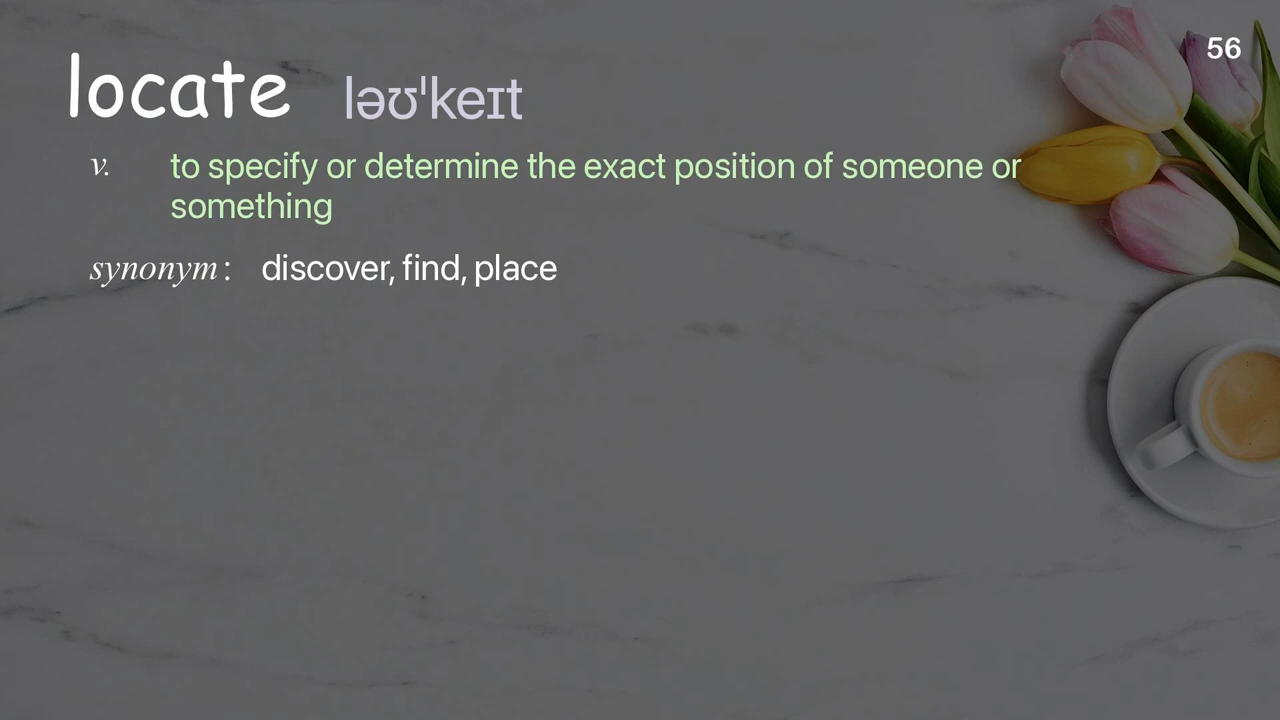 56
locate ləʊˈkeɪt
v. to specify or determine the exact position of someone or
something
synonym : discover, find, place